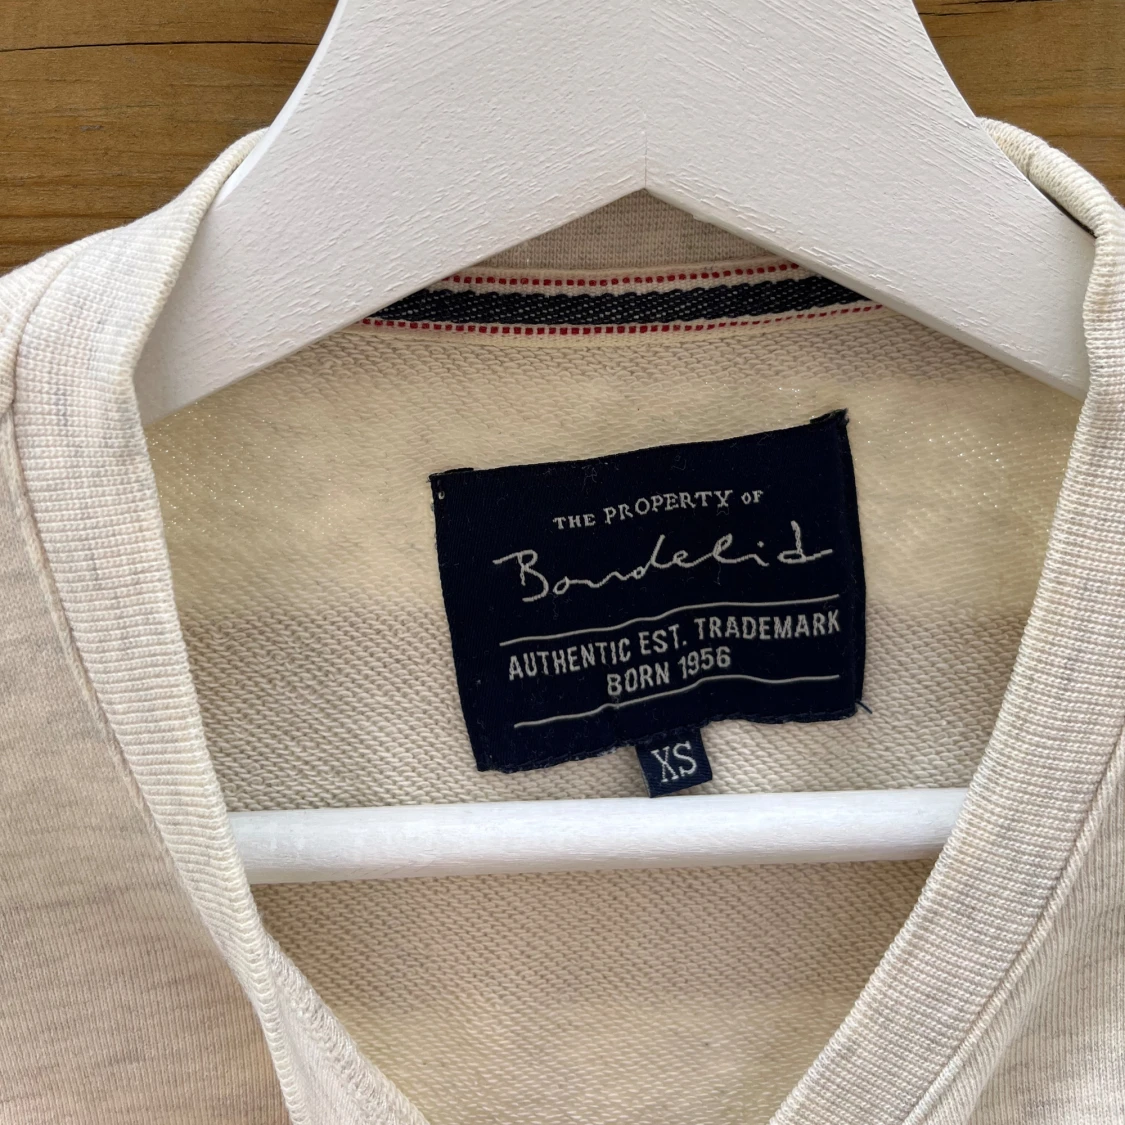 THE PROPERTY OF
Bondelid
AUTHENTIC EST. TRADEMARK
BORN 1956
XS